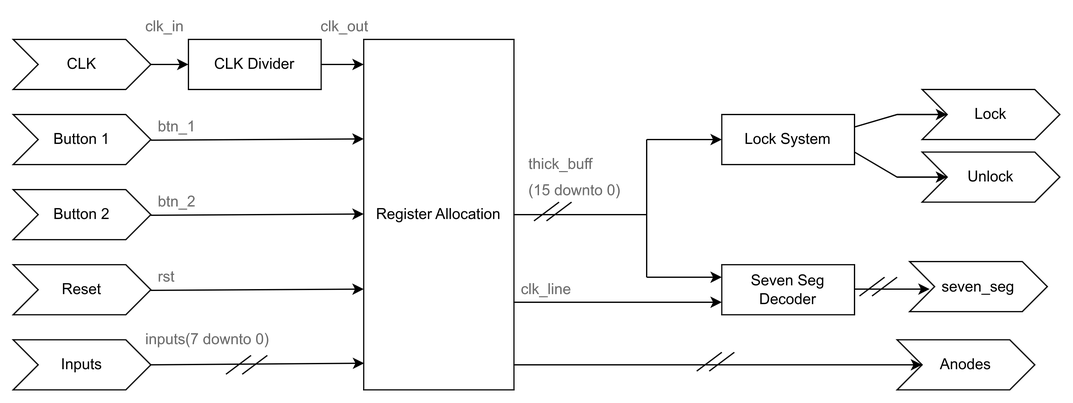 clk_in
clk_out
CLK
CLK Divider
Button 1
btn_1
Button 2
btn_2
Reset
rst
Inputs
inputs(7 downto 0)
Register Allocation
thick_buff
(15 downto 0)
clk_line
Lock System
Lock
Unlock
Seven Seg
Decoder
seven_seg
Anodes